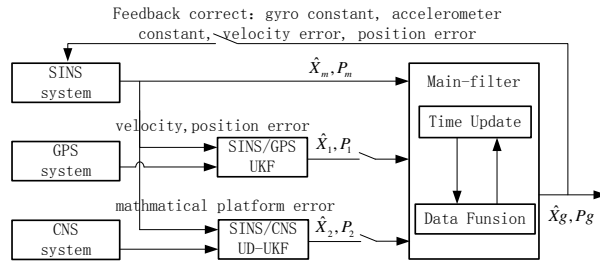 Feedback correct: gyro constant, accelerometer
constant, velocity error, position error
SINS
system
X̂m, Pm
Main-filter
Time Update
Data Funsion
velocity,position error
GPS
system
SINS/GPS
UKF
X̂1, P1
mathmatical platform error
CNS
system
SINS/CNS
UD-UKF
X̂2, P2
X̂g, Pg